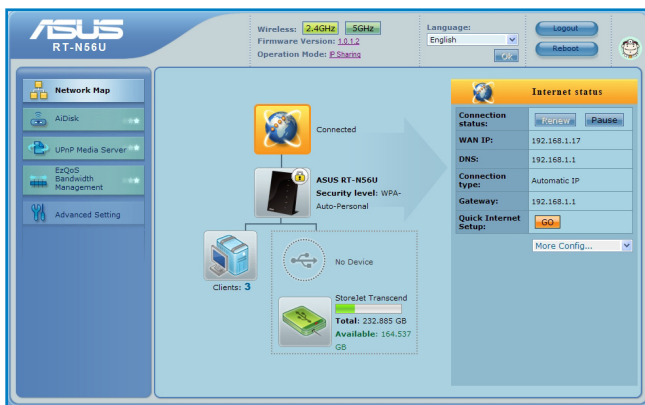 ASUS
RT-N56U
Wireless: 2.4GHz 5GHz
Firmware Version: 1.0.1.2
Operation Mode: IP Sharing
Language:
English
OK
Logout
Reboot
Network Map
AiDisk
UPnP Media Server
EzQoS
Bandwidth
Management
Advanced Setting
Connected
ASUS RT-N56U
Security level: WPA-
Auto-Personal
Clients: 3
No Device
StoreJet Transcend
Total: 232.885 GB
Available: 164.537
GB
Internet status
Connection
status:
Renew Pause
WAN IP: 192.168.1.17
DNS: 192.168.1.1
Connection
type:
Automatic IP
Gateway: 192.168.1.1
Quick Internet
Setup:
GO
More Config...